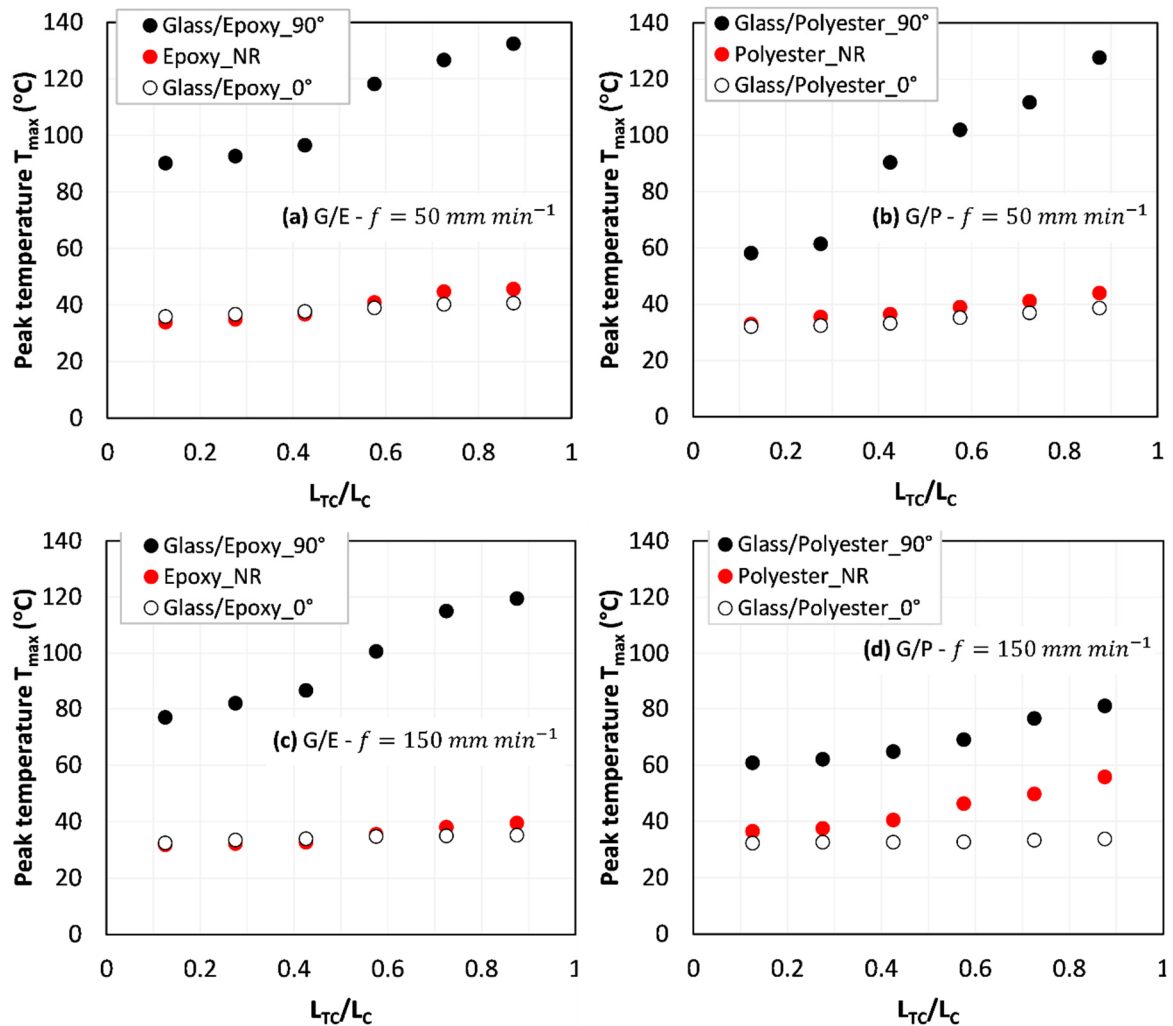 Peak temperature Tmax (°C)
140
120
100
80
60
40
20
0
Glass/Epoxy_90°
Epoxy_NR
Glass/Epoxy_0°
(a) G/E - f = 50 mm min⁻¹
0 0.2 0.4 0.6 0.8 1
LTC/LC
Peak temperature Tmax (°C)
140
120
100
80
60
40
20
0
Glass/Polyester_90°
Polyester_NR
Glass/Polyester_0°
(b) G/P - f = 50 mm min⁻¹
0 0.2 0.4 0.6 0.8 1
LTC/LC
Peak temperature Tmax (°C)
140
120
100
80
60
40
20
0
Glass/Epoxy_90°
Epoxy_NR
Glass/Epoxy_0°
(c) G/E - f = 150 mm min⁻¹
0 0.2 0.4 0.6 0.8 1
LTC/LC
Peak temperature Tmax (°C)
140
120
100
80
60
40
20
0
Glass/Polyester_90°
Polyester_NR
Glass/Polyester_0°
(d) G/P - f = 150 mm min⁻¹
0 0.2 0.4 0.6 0.8 1
LTC/LC